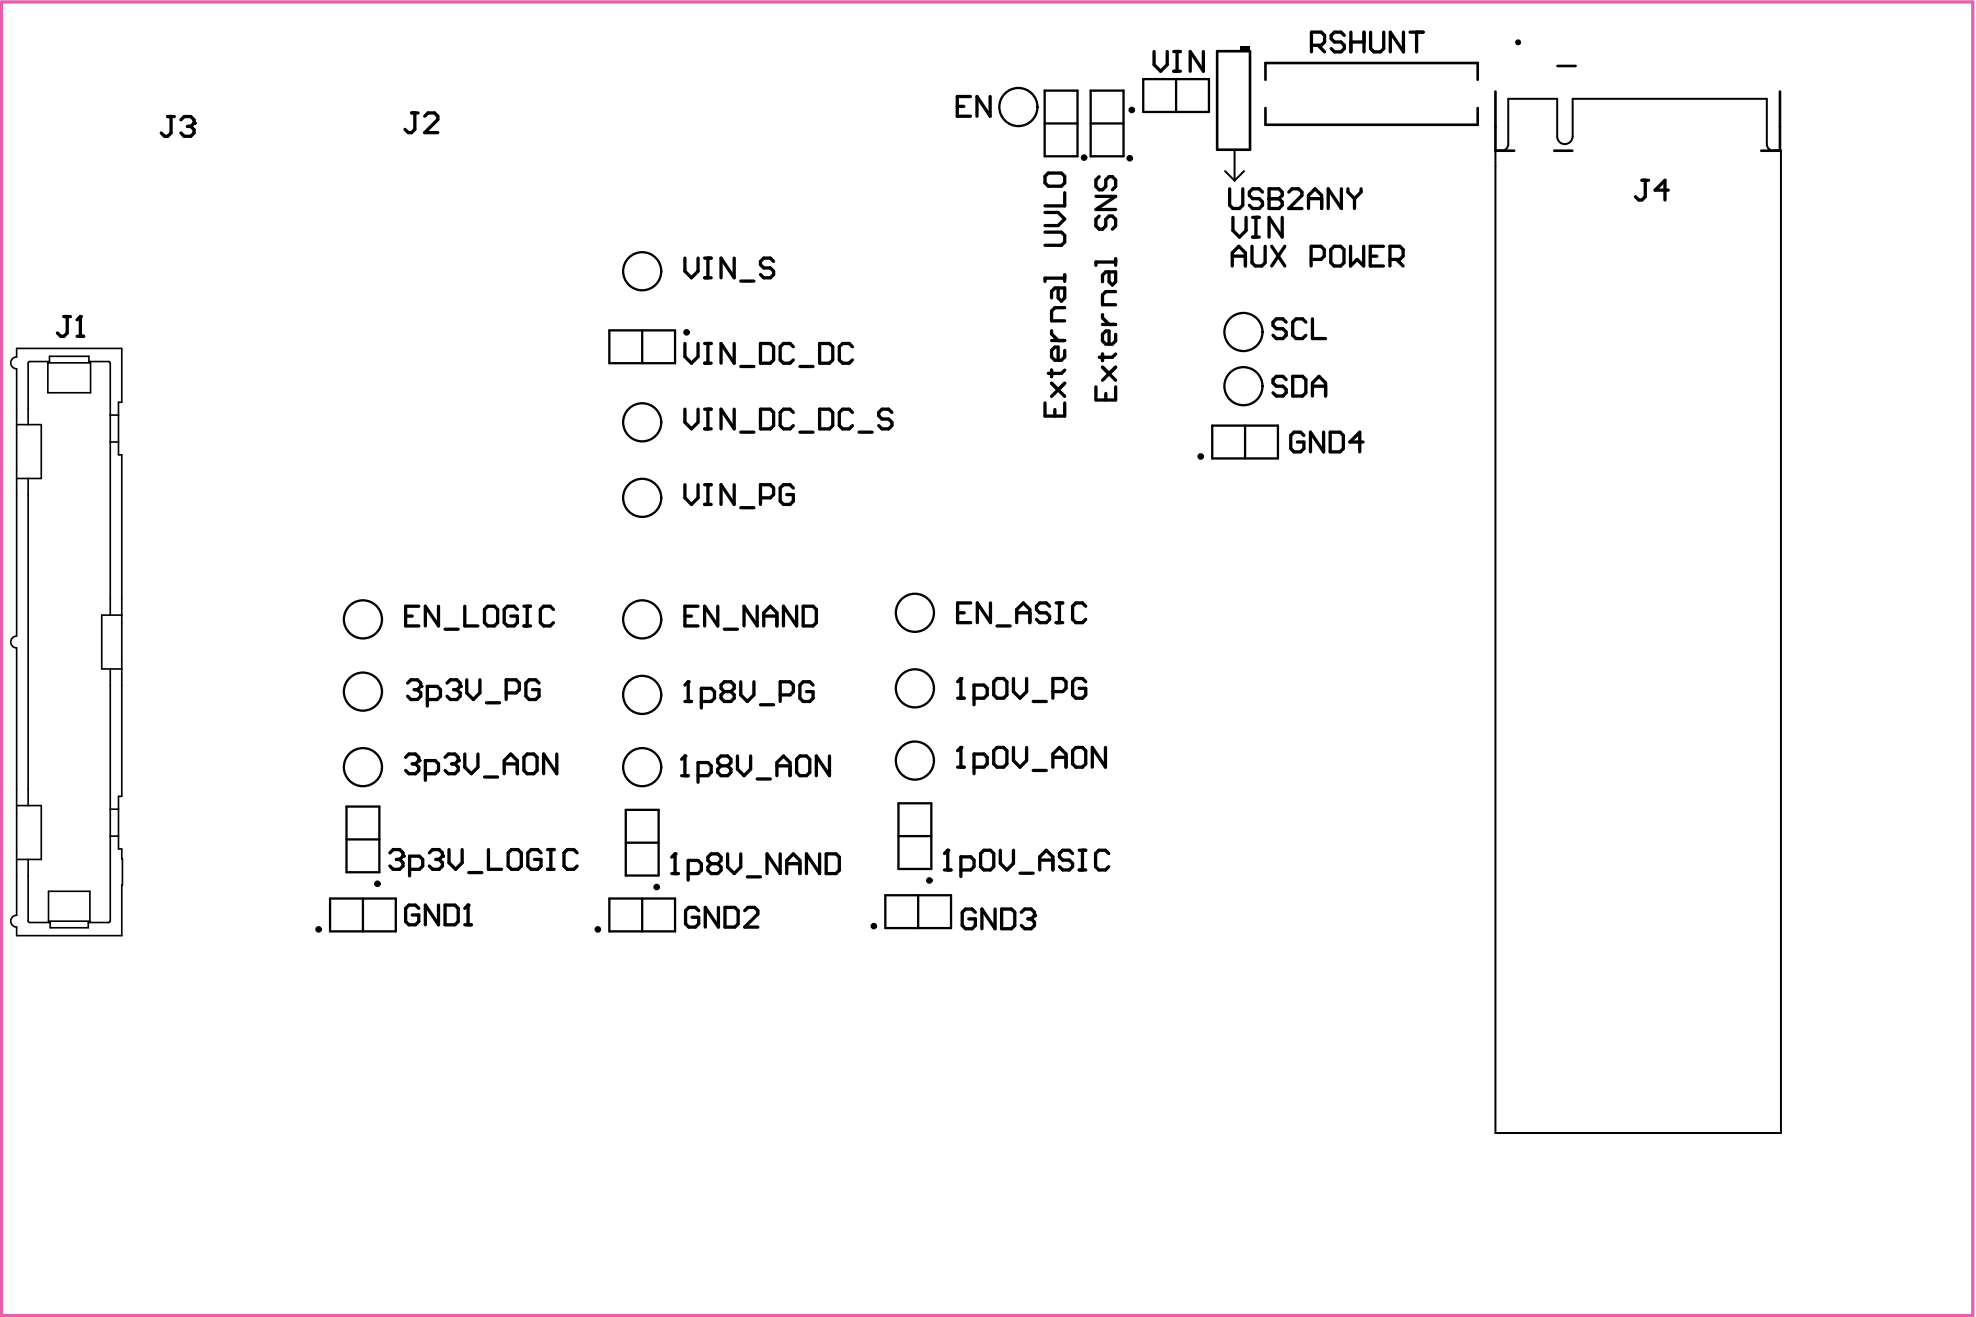 RSHUNT
VIN
EN
J3
J2
J4
USB2ANY
VIN
AUX POWER
External UVLO
External SNS
VIN_S
J1
SCL
VIN_DC_DC
SDA
VIN_DC_DC_S
GND4
VIN_PG
EN_LOGIC
EN_NAND
EN_ASIC
3p3V_PG
1p8V_PG
1p0V_PG
3p3V_AON
1p8V_AON
1p0V_AON
3p3V_LOGIC
1p8V_NAND
1p0V_ASIC
GND1
GND2
GND3